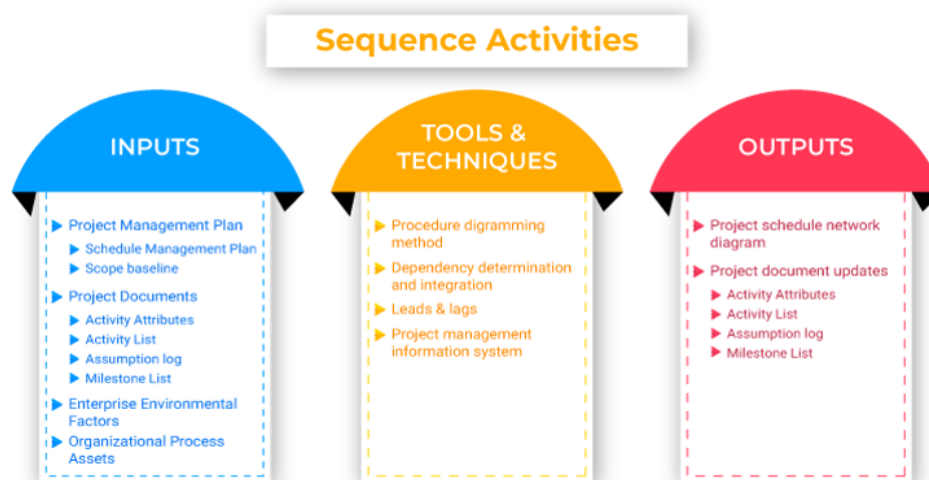 Sequence Activities
INPUTS
Project Management Plan
Schedule Management Plan
Scope baseline
Project Documents
Activity Attributes
Activity List
Assumption log
Milestone List
Enterprise Environmental
Factors
Organizational Process
Assets
TOOLS &
TECHNIQUES
Procedure digramming
method
Dependency determination
and integration
Leads & lags
Project management
information system
OUTPUTS
Project schedule network
diagram
Project document updates
Activity Attributes
Activity List
Assumption log
Milestone List